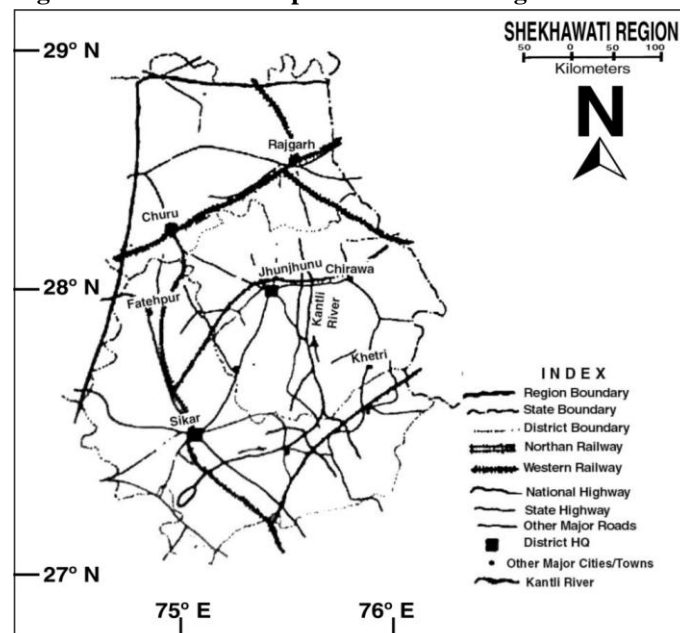 SHEKHAWATI REGION
50 0 50 100
Kilometers
N
29° N
Rajgarh
Churu
28° N
Jhunjhunu
Chirawa
Fatehpur
Kantli
River
Khetri
Sikar
INDEX
Region Boundary
State Boundary
District Boundary
Northan Railway
Western Railway
National Highway
State Highway
Other Major Roads
District HQ
Other Major Cities/Towns
Kantli River
27° N
75° E
76° E